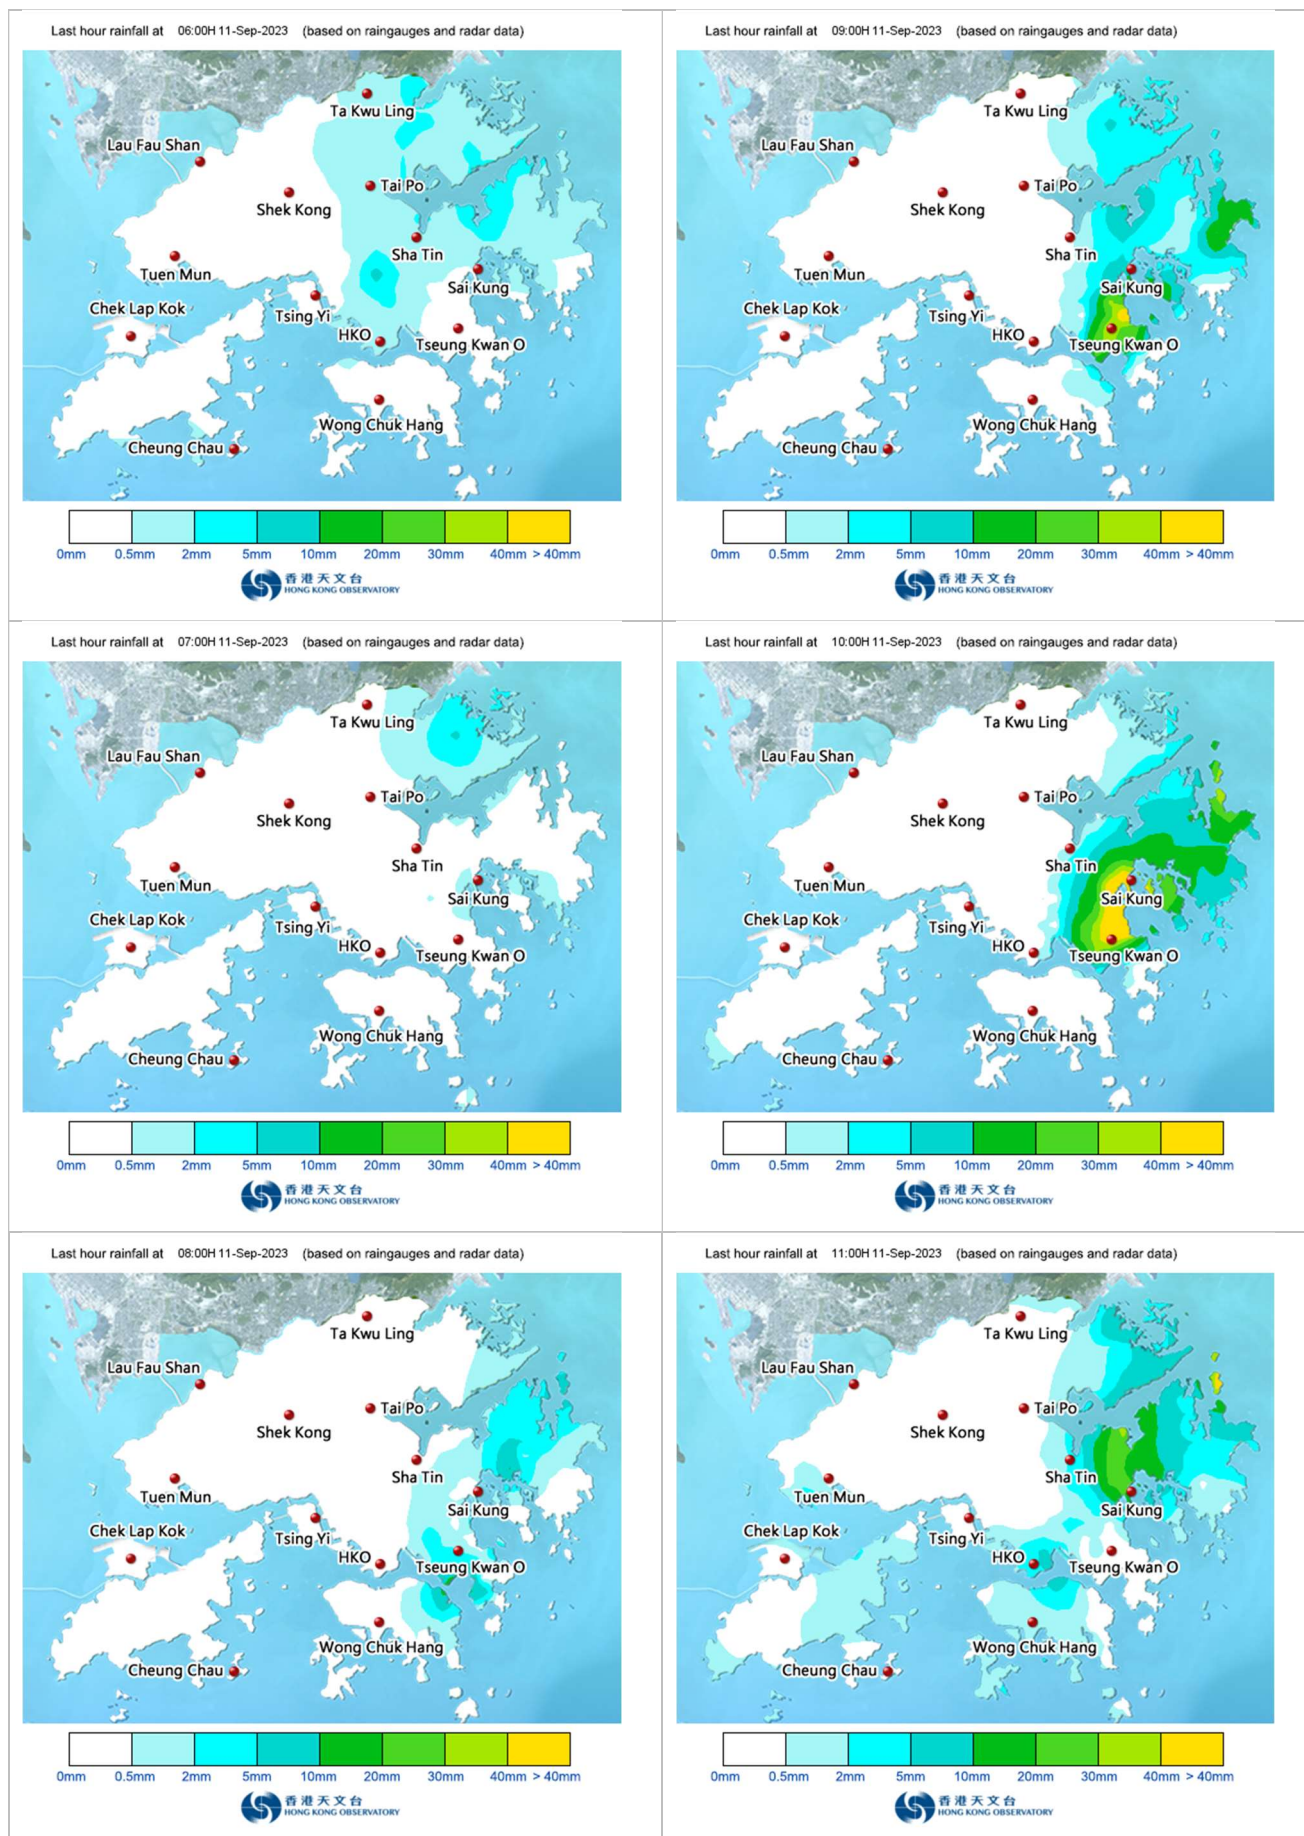 Last hour rainfall at 06:00H 11-Sep-2023 (based on raingauges and radar data)
Ta Kwu Ling
Lau Fau Shan
Tai Po
Shek Kong
Sha Tin
Tuen Mun
Sai Kung
Chek Lap Kok
Tsing Yi
HKO
Tseung Kwan O
Wong Chuk Hang
Cheung Chau
0mm 0.5mm 2mm 5mm 10mm 20mm 30mm 40mm > 40mm
香港天文台
HONG KONG OBSERVATORY
Last hour rainfall at 09:00H 11-Sep-2023 (based on raingauges and radar data)
Ta Kwu Ling
Lau Fau Shan
Tai Po
Shek Kong
Sha Tin
Tuen Mun
Sai Kung
Chek Lap Kok
Tsing Yi
HKO
Tseung Kwan O
Wong Chuk Hang
Cheung Chau
0mm 0.5mm 2mm 5mm 10mm 20mm 30mm 40mm > 40mm
香港天文台
HONG KONG OBSERVATORY
Last hour rainfall at 07:00H 11-Sep-2023 (based on raingauges and radar data)
Ta Kwu Ling
Lau Fau Shan
Tai Po
Shek Kong
Sha Tin
Tuen Mun
Sai Kung
Chek Lap Kok
Tsing Yi
HKO
Tseung Kwan O
Wong Chuk Hang
Cheung Chau
0mm 0.5mm 2mm 5mm 10mm 20mm 30mm 40mm > 40mm
香港天文台
HONG KONG OBSERVATORY
Last hour rainfall at 10:00H 11-Sep-2023 (based on raingauges and radar data)
Ta Kwu Ling
Lau Fau Shan
Tai Po
Shek Kong
Sha Tin
Tuen Mun
Sai Kung
Chek Lap Kok
Tsing Yi
HKO
Tseung Kwan O
Wong Chuk Hang
Cheung Chau
0mm 0.5mm 2mm 5mm 10mm 20mm 30mm 40mm > 40mm
香港天文台
HONG KONG OBSERVATORY
Last hour rainfall at 08:00H 11-Sep-2023 (based on raingauges and radar data)
Ta Kwu Ling
Lau Fau Shan
Tai Po
Shek Kong
Sha Tin
Tuen Mun
Sai Kung
Chek Lap Kok
Tsing Yi
HKO
Tseung Kwan O
Wong Chuk Hang
Cheung Chau
0mm 0.5mm 2mm 5mm 10mm 20mm 30mm 40mm > 40mm
香港天文台
HONG KONG OBSERVATORY
Last hour rainfall at 11:00H 11-Sep-2023 (based on raingauges and radar data)
Ta Kwu Ling
Lau Fau Shan
Tai Po
Shek Kong
Sha Tin
Tuen Mun
Sai Kung
Chek Lap Kok
Tsing Yi
HKO
Tseung Kwan O
Wong Chuk Hang
Cheung Chau
0mm 0.5mm 2mm 5mm 10mm 20mm 30mm 40mm > 40mm
香港天文台
HONG KONG OBSERVATORY